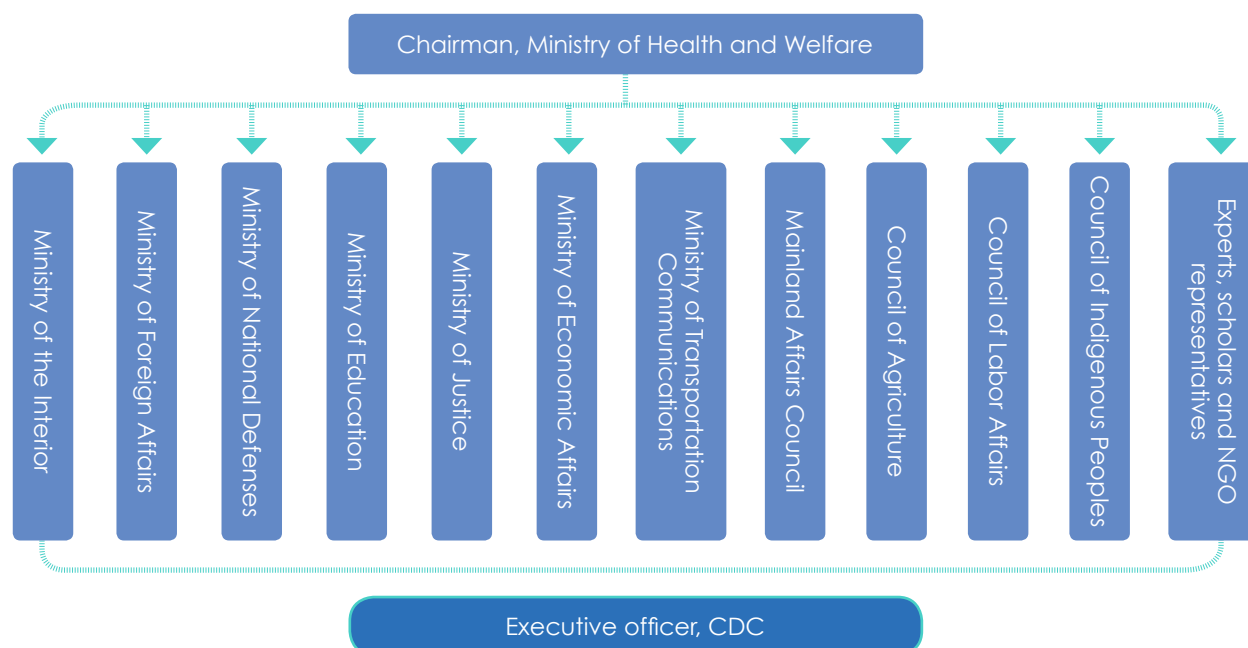 Chairman, Ministry of Health and Welfare
Ministry of the Interior
Ministry of Foreign Affairs
Ministry of National Defenses
Ministry of Education
Ministry of Justice
Ministry of Economic Affairs
Ministry of Transportation
Communications
Mainland Affairs Council
Council of Agriculture
Council of Labor Affairs
Council of Indigenous Peoples
Experts, scholars and NGO
representatives
Executive officer, CDC